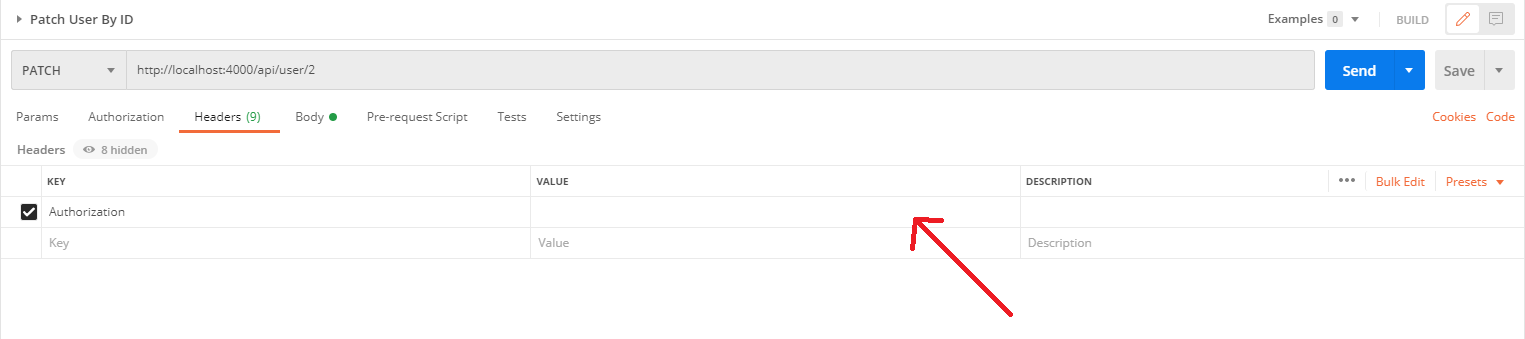 Patch User By ID Examples 0 BUILD
PATCH http://localhost:4000/api/user/2 Send Save
Params Authorization Headers (9) Body Pre-request Script Tests Settings Cookies Code
Headers 8 hidden
KEY VALUE DESCRIPTION ••• Bulk Edit Presets
Authorization
Key Value Description